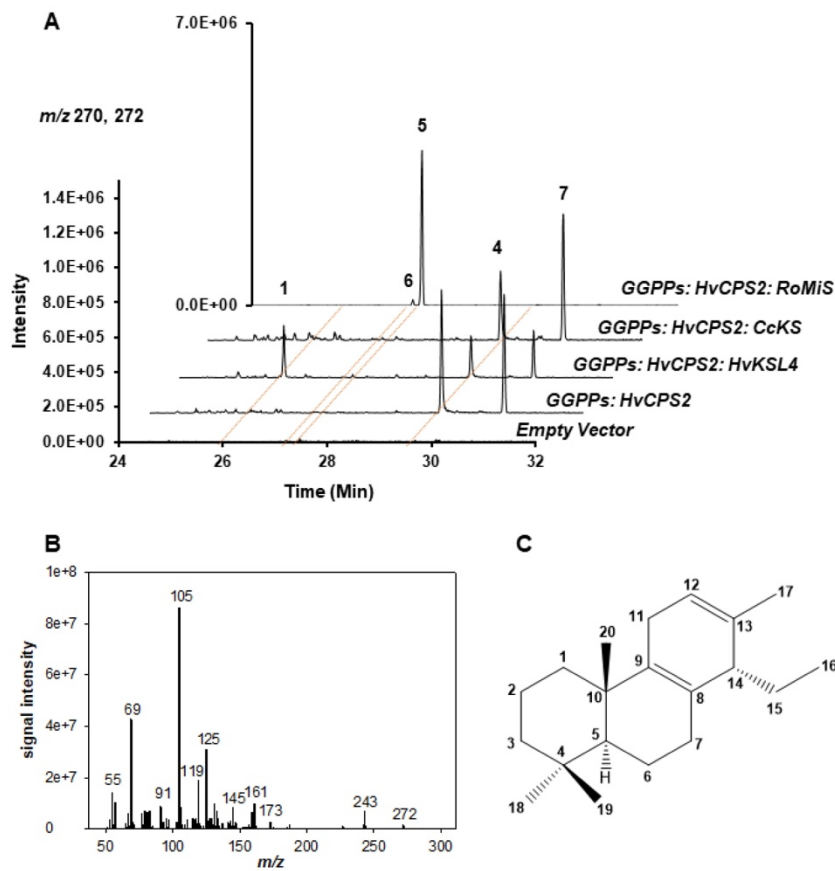 A
7.0E+06
m/z 270, 272
5
7
1.4E+06
4
1.2E+06
1.0E+06
1
6
8.0E+05
0.0E+00
GGPPs: HvCPS2: RoMiS
Intensity
6.0E+05
GGPPs: HvCPS2: CcKS
4.0E+05
GGPPs: HvCPS2: HvKSL4
2.0E+05
GGPPs: HvCPS2
0.0E+00
Empty Vector
24 26 28 30 32
Time (Min)
B
C
1e+8
105
8e+7
6e+7
signal intensity
69
4e+7
125
119
2e+7
55
91
145
161
173
243
272
0
50 100 150 200 250 300
m/z
12
17
11
13
20
16
1
9
14
2
10
8
15
3
5
7
4
H
6
18
19